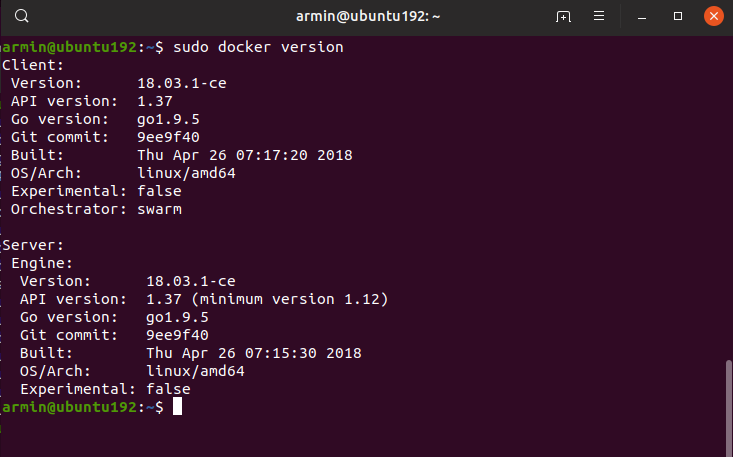 armin@ubuntu192: ~
armin@ubuntu192:~$ sudo docker version
Client:
 Version:      18.03.1-ce
 API version:  1.37
 Go version:   go1.9.5
 Git commit:   9ee9f40
 Built:        Thu Apr 26 07:17:20 2018
 OS/Arch:      linux/amd64
 Experimental: false
 Orchestrator: swarm

Server:
 Engine:
  Version:      18.03.1-ce
  API version:  1.37 (minimum version 1.12)
  Go version:   go1.9.5
  Git commit:   9ee9f40
  Built:        Thu Apr 26 07:15:30 2018
  OS/Arch:      linux/amd64
  Experimental: false
armin@ubuntu192:~$